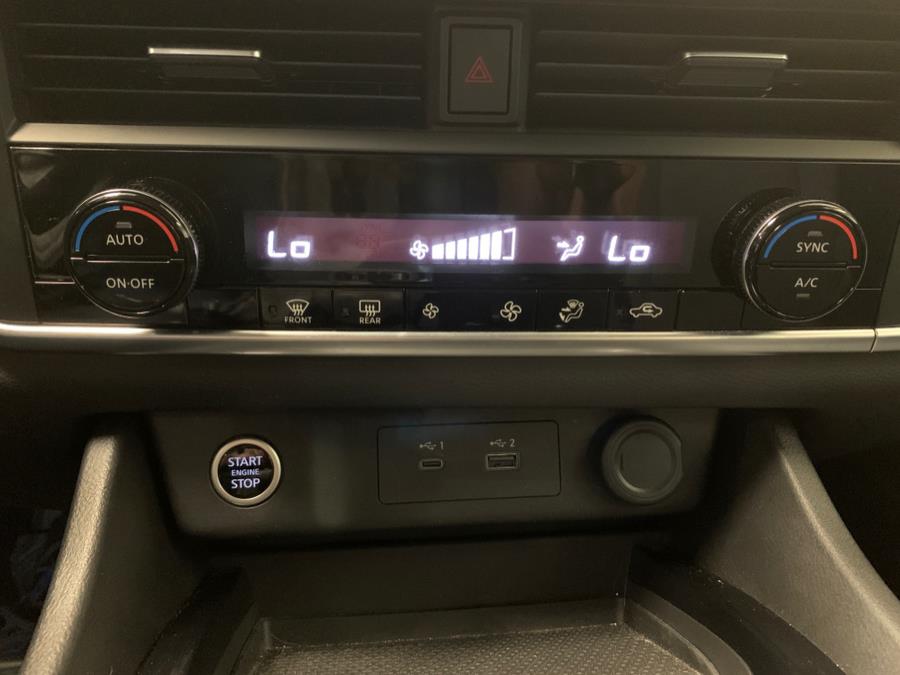 AUTO
ON·OFF
Lo
Lo
SYNC
A/C
FRONT
REAR
START
ENGINE
STOP
1
2